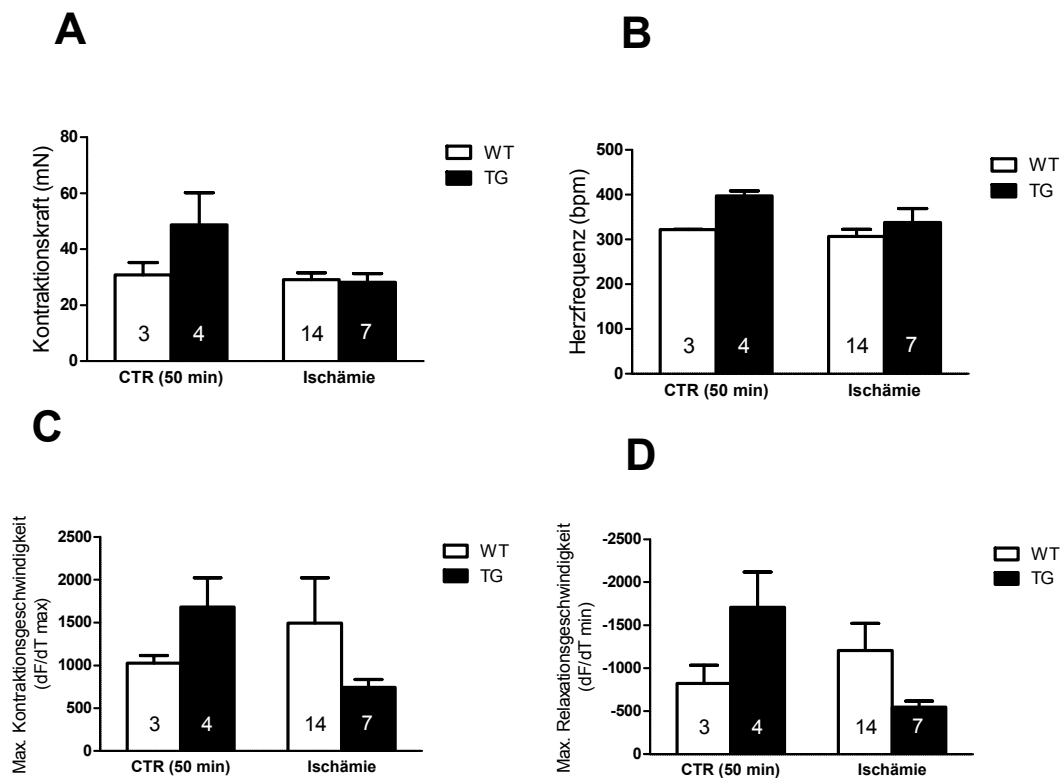 A
Kontraktionskraft (mN)
80
60
40
20
0
3
4
14
7
CTR (50 min)
Ischämie
WT
TG
B
Herzfrequenz (bpm)
500
400
300
200
100
0
3
4
14
7
CTR (50 min)
Ischämie
WT
TG
C
Max. Kontraktionsgeschwindigkeit
(dF/dT max)
2500
2000
1500
1000
500
0
3
4
14
7
CTR (50 min)
Ischämie
WT
TG
D
Max. Relaxationsgeschwindigkeit
(dF/dT min)
-2500
-2000
-1500
-1000
-500
0
3
4
14
7
CTR (50 min)
Ischämie
WT
TG